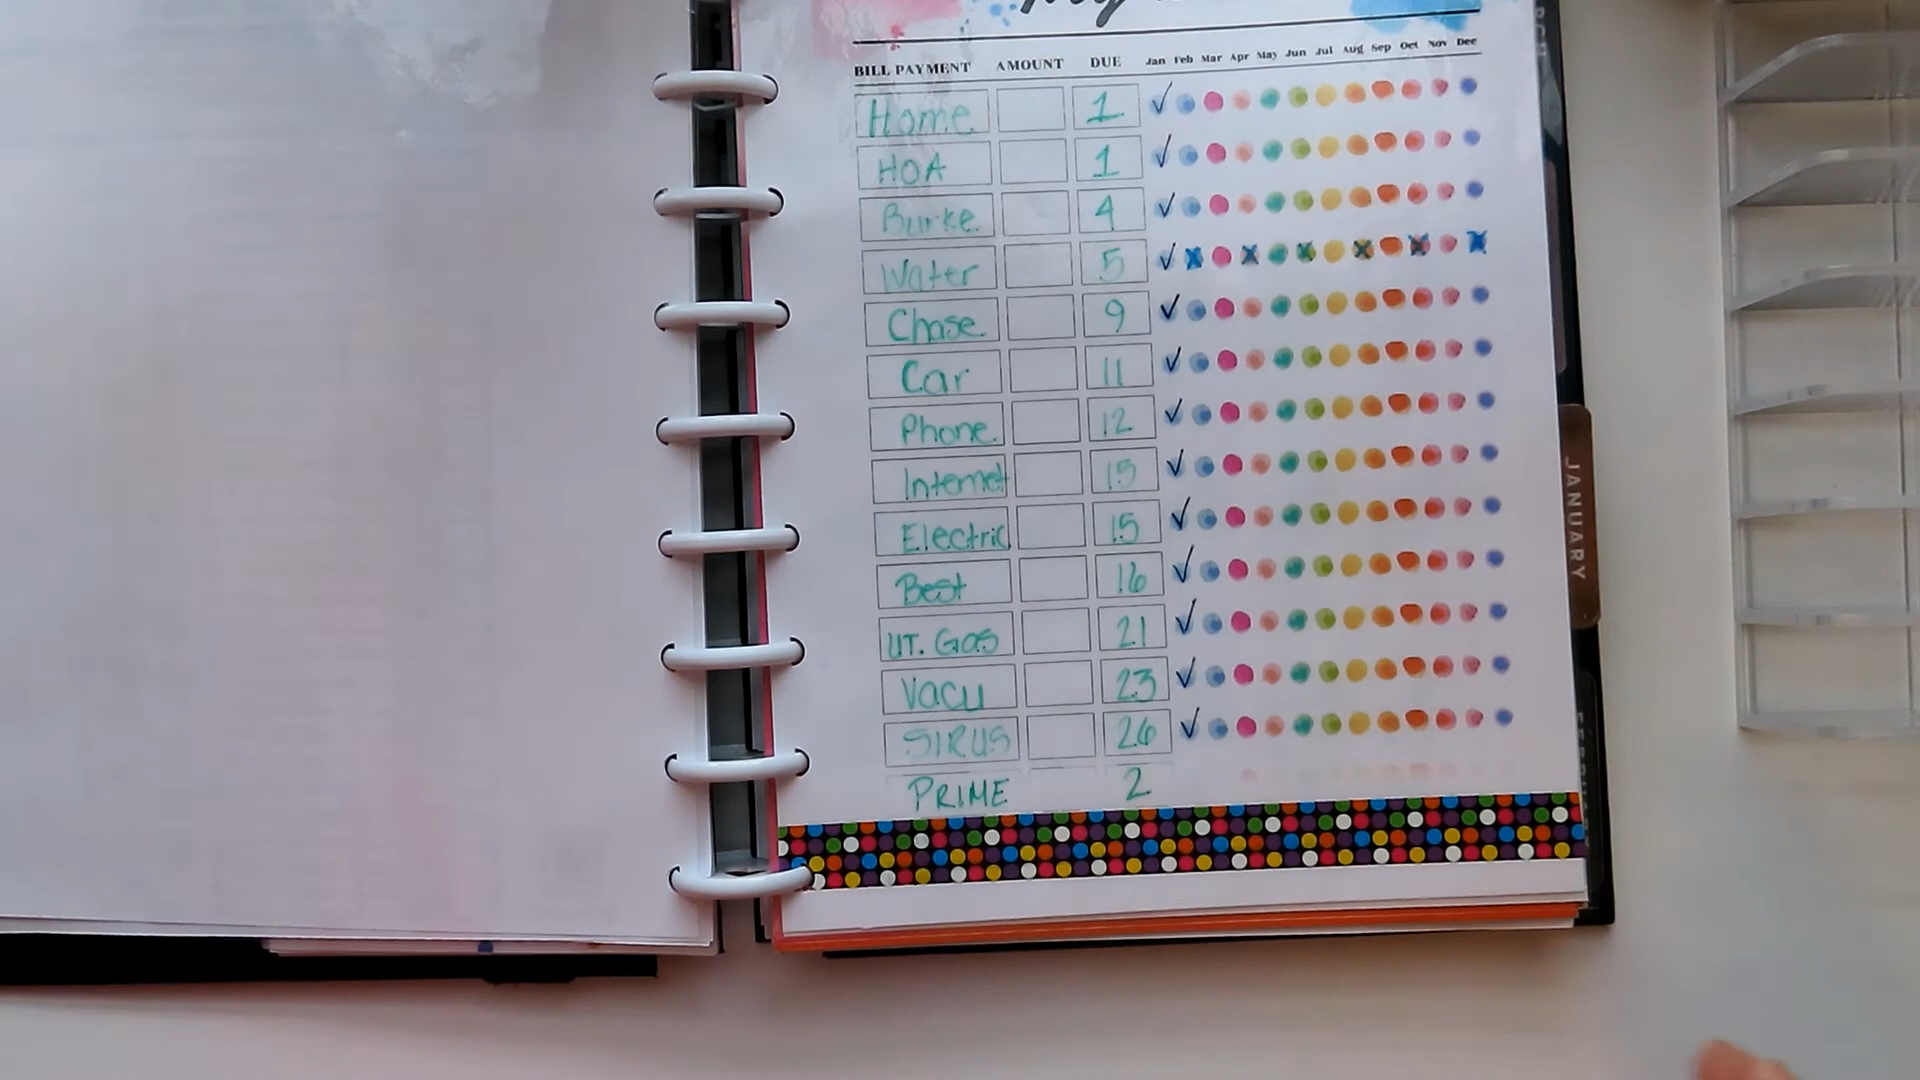 BILL PAYMENT AMOUNT DUE Jan Feb Mar Apr May Jun Jul Aug Sep Oct Nov Dec
Home 1
HOA 1
Burke 4
Water 5
Chase 9
Car 11
Phone 12
Internet 15
Electric 15
Best 16
UT. Gas 21
Vacu 23
SIRUS 26
PRIME 2
JANUARY